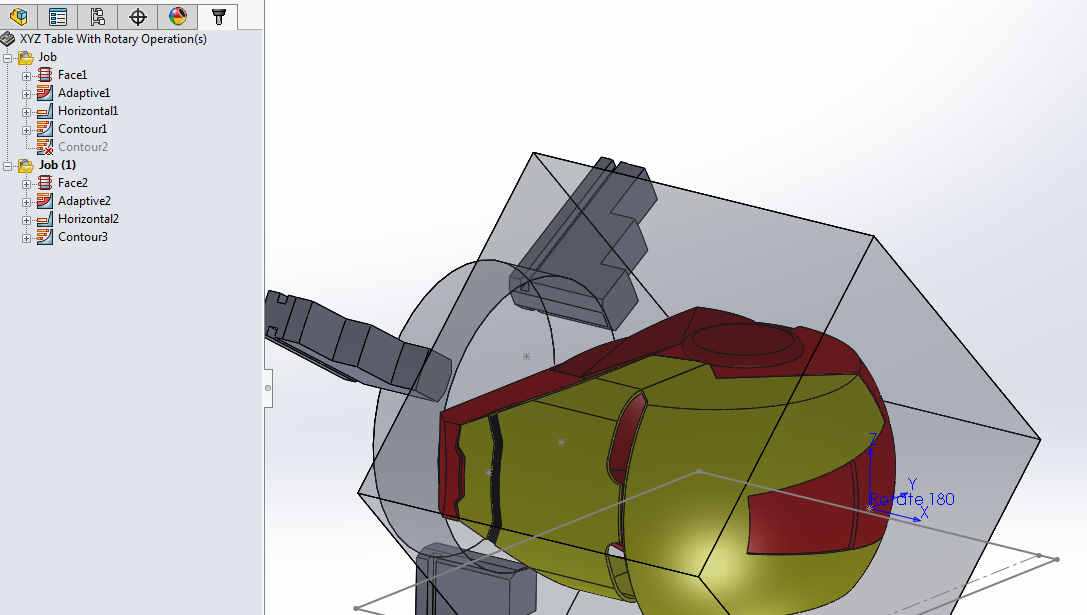 XYZ Table With Rotary Operation(s)
Job
Face1
Adaptive1
Horizontal1
Contour1
Contour2
Job (1)
Face2
Adaptive2
Horizontal2
Contour3
Z
Y
Rotate 180
X